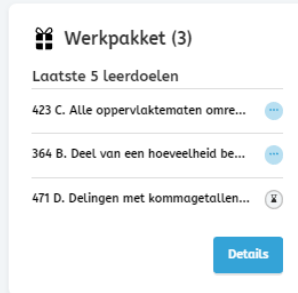 Werkpakket (3)
Laatste 5 leerdoelen
423 C. Alle oppervlaktematen omre...
364 B. Deel van een hoeveelheid be...
471 D. Delingen met kommagetallen...
Details